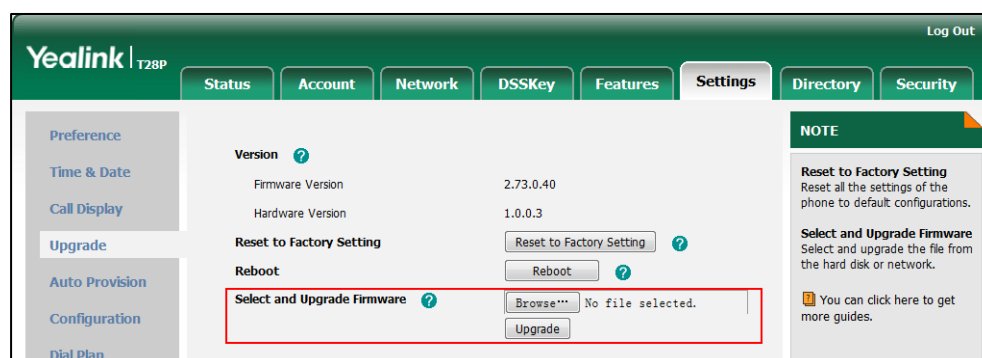 Log Out
Yealink | T28P
Status Account Network DSSKey Features Settings Directory Security
Preference
Time & Date
Call Display
Upgrade
Auto Provision
Configuration
Dial Plan
Version ?
Firmware Version 2.73.0.40
Hardware Version 1.0.0.3
Reset to Factory Setting Reset to Factory Setting ?
Reboot Reboot ?
Select and Upgrade Firmware ? Browse... No file selected.
Upgrade
NOTE
Reset to Factory Setting
Reset all the settings of the
phone to default configurations.
Select and Upgrade Firmware
Select and upgrade the file from
the hard disk or network.
? You can click here to get
more guides.